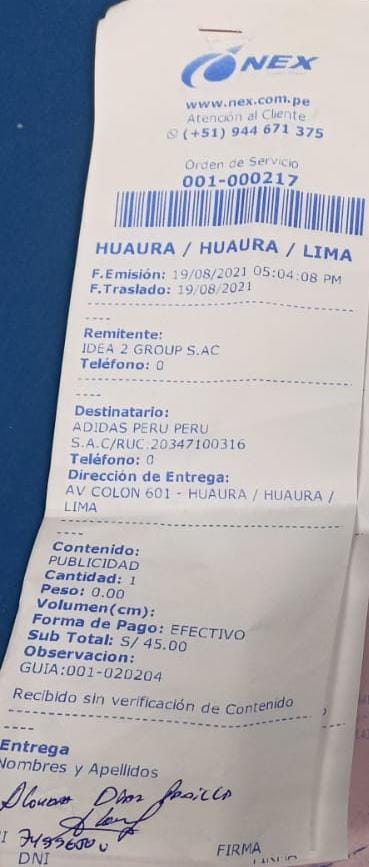 NEX
www.nex.com.pe
Atención al Cliente
(+51) 944 671 375
Orden de Servicio
001-000217
HUAURA / HUAURA / LIMA
F.Emisión: 19/08/2021 05:04:08 PM
F.Traslado: 19/08/2021
----
Remitente:
IDEA 2 GROUP S.AC
Teléfono: 0
----
Destinatario:
ADIDAS PERU PERU
S.A.C/RUC:20347100316
Teléfono: 0
Dirección de Entrega:
AV COLON 601 - HUAURA / HUAURA /
LIMA
----
Contenido:
PUBLICIDAD
Cantidad: 1
Peso: 0.00
Volumen(cm):
Forma de Pago: EFECTIVO
Sub Total: S/ 45.00
Observacion:
GUIA:001-020204
Recibido sin verificación de Contenido
----
Entrega
Nombres y Apellidos
DNI
FIRMA